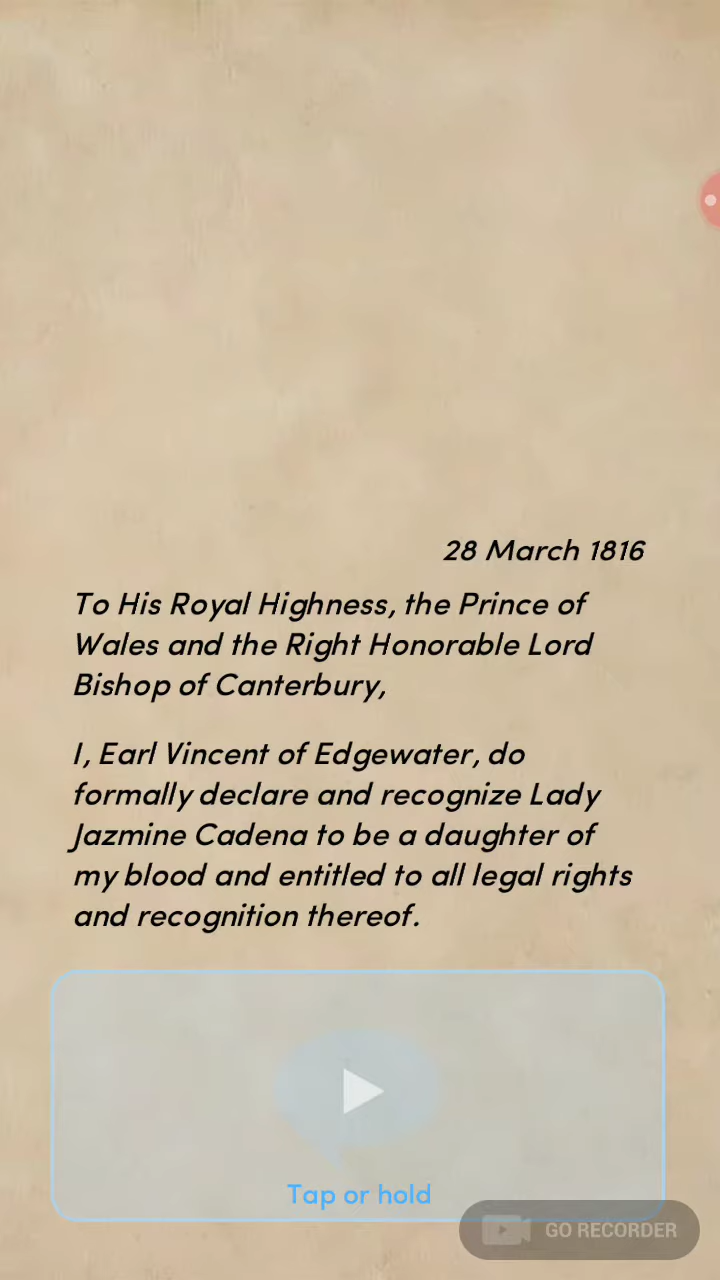 28 March 1816
To His Royal Highness, the Prince of
Wales and the Right Honorable Lord
Bishop of Canterbury,
I, Earl Vincent of Edgewater, do
formally declare and recognize Lady
Jazmine Cadena to be a daughter of
my blood and entitled to all legal rights
and recognition thereof.
Tap or hold
GO RECORDER